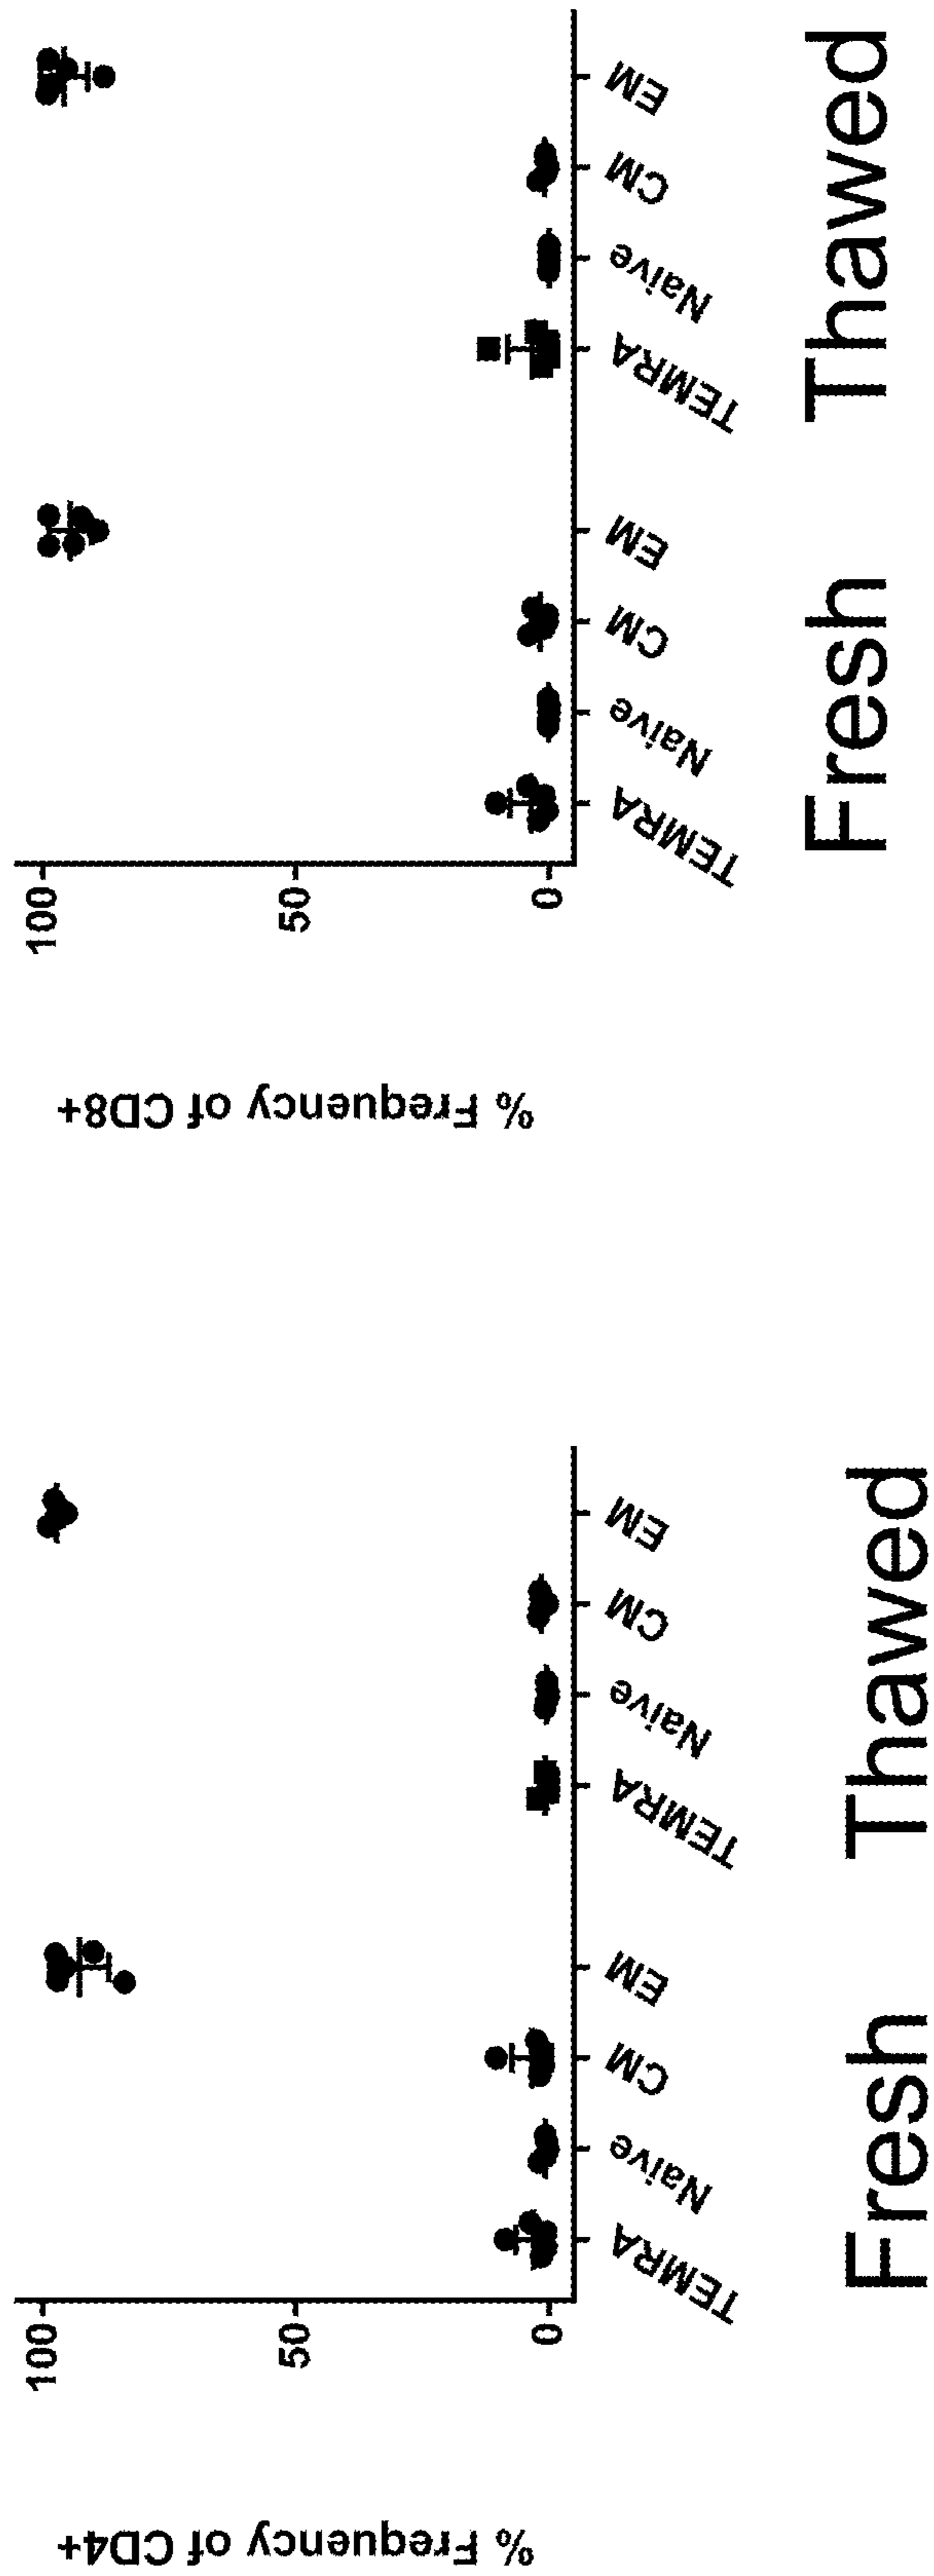 % Frequency of CD4+
100
50
0
TEMRA
Naive
CM
EM
TEMRA
Naive
CM
EM
Fresh
Thawed
% Frequency of CD8+
100
50
0
TEMRA
Naive
CM
EM
TEMRA
Naive
CM
EM
Fresh
Thawed